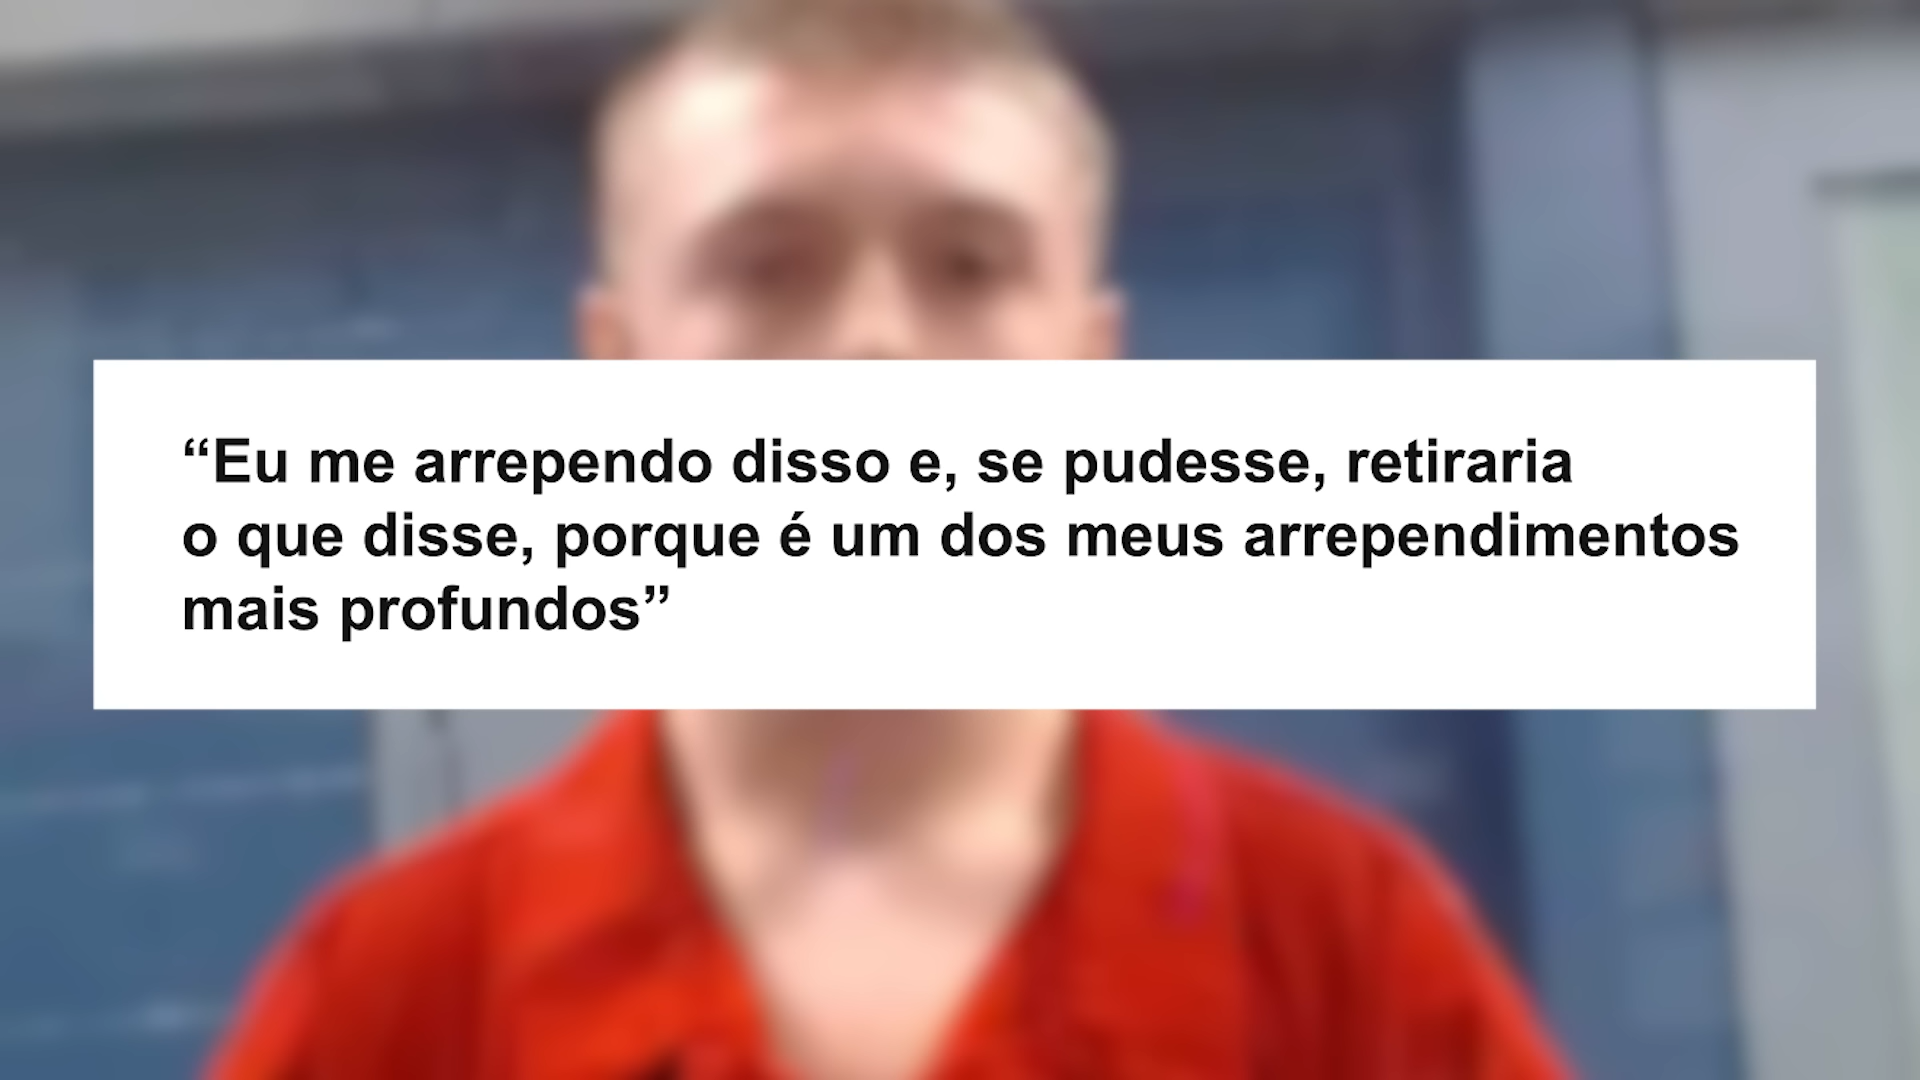 “Eu me arrependo disso e, se pudesse, retiraria
o que disse, porque é um dos meus arrependimentos
mais profundos”